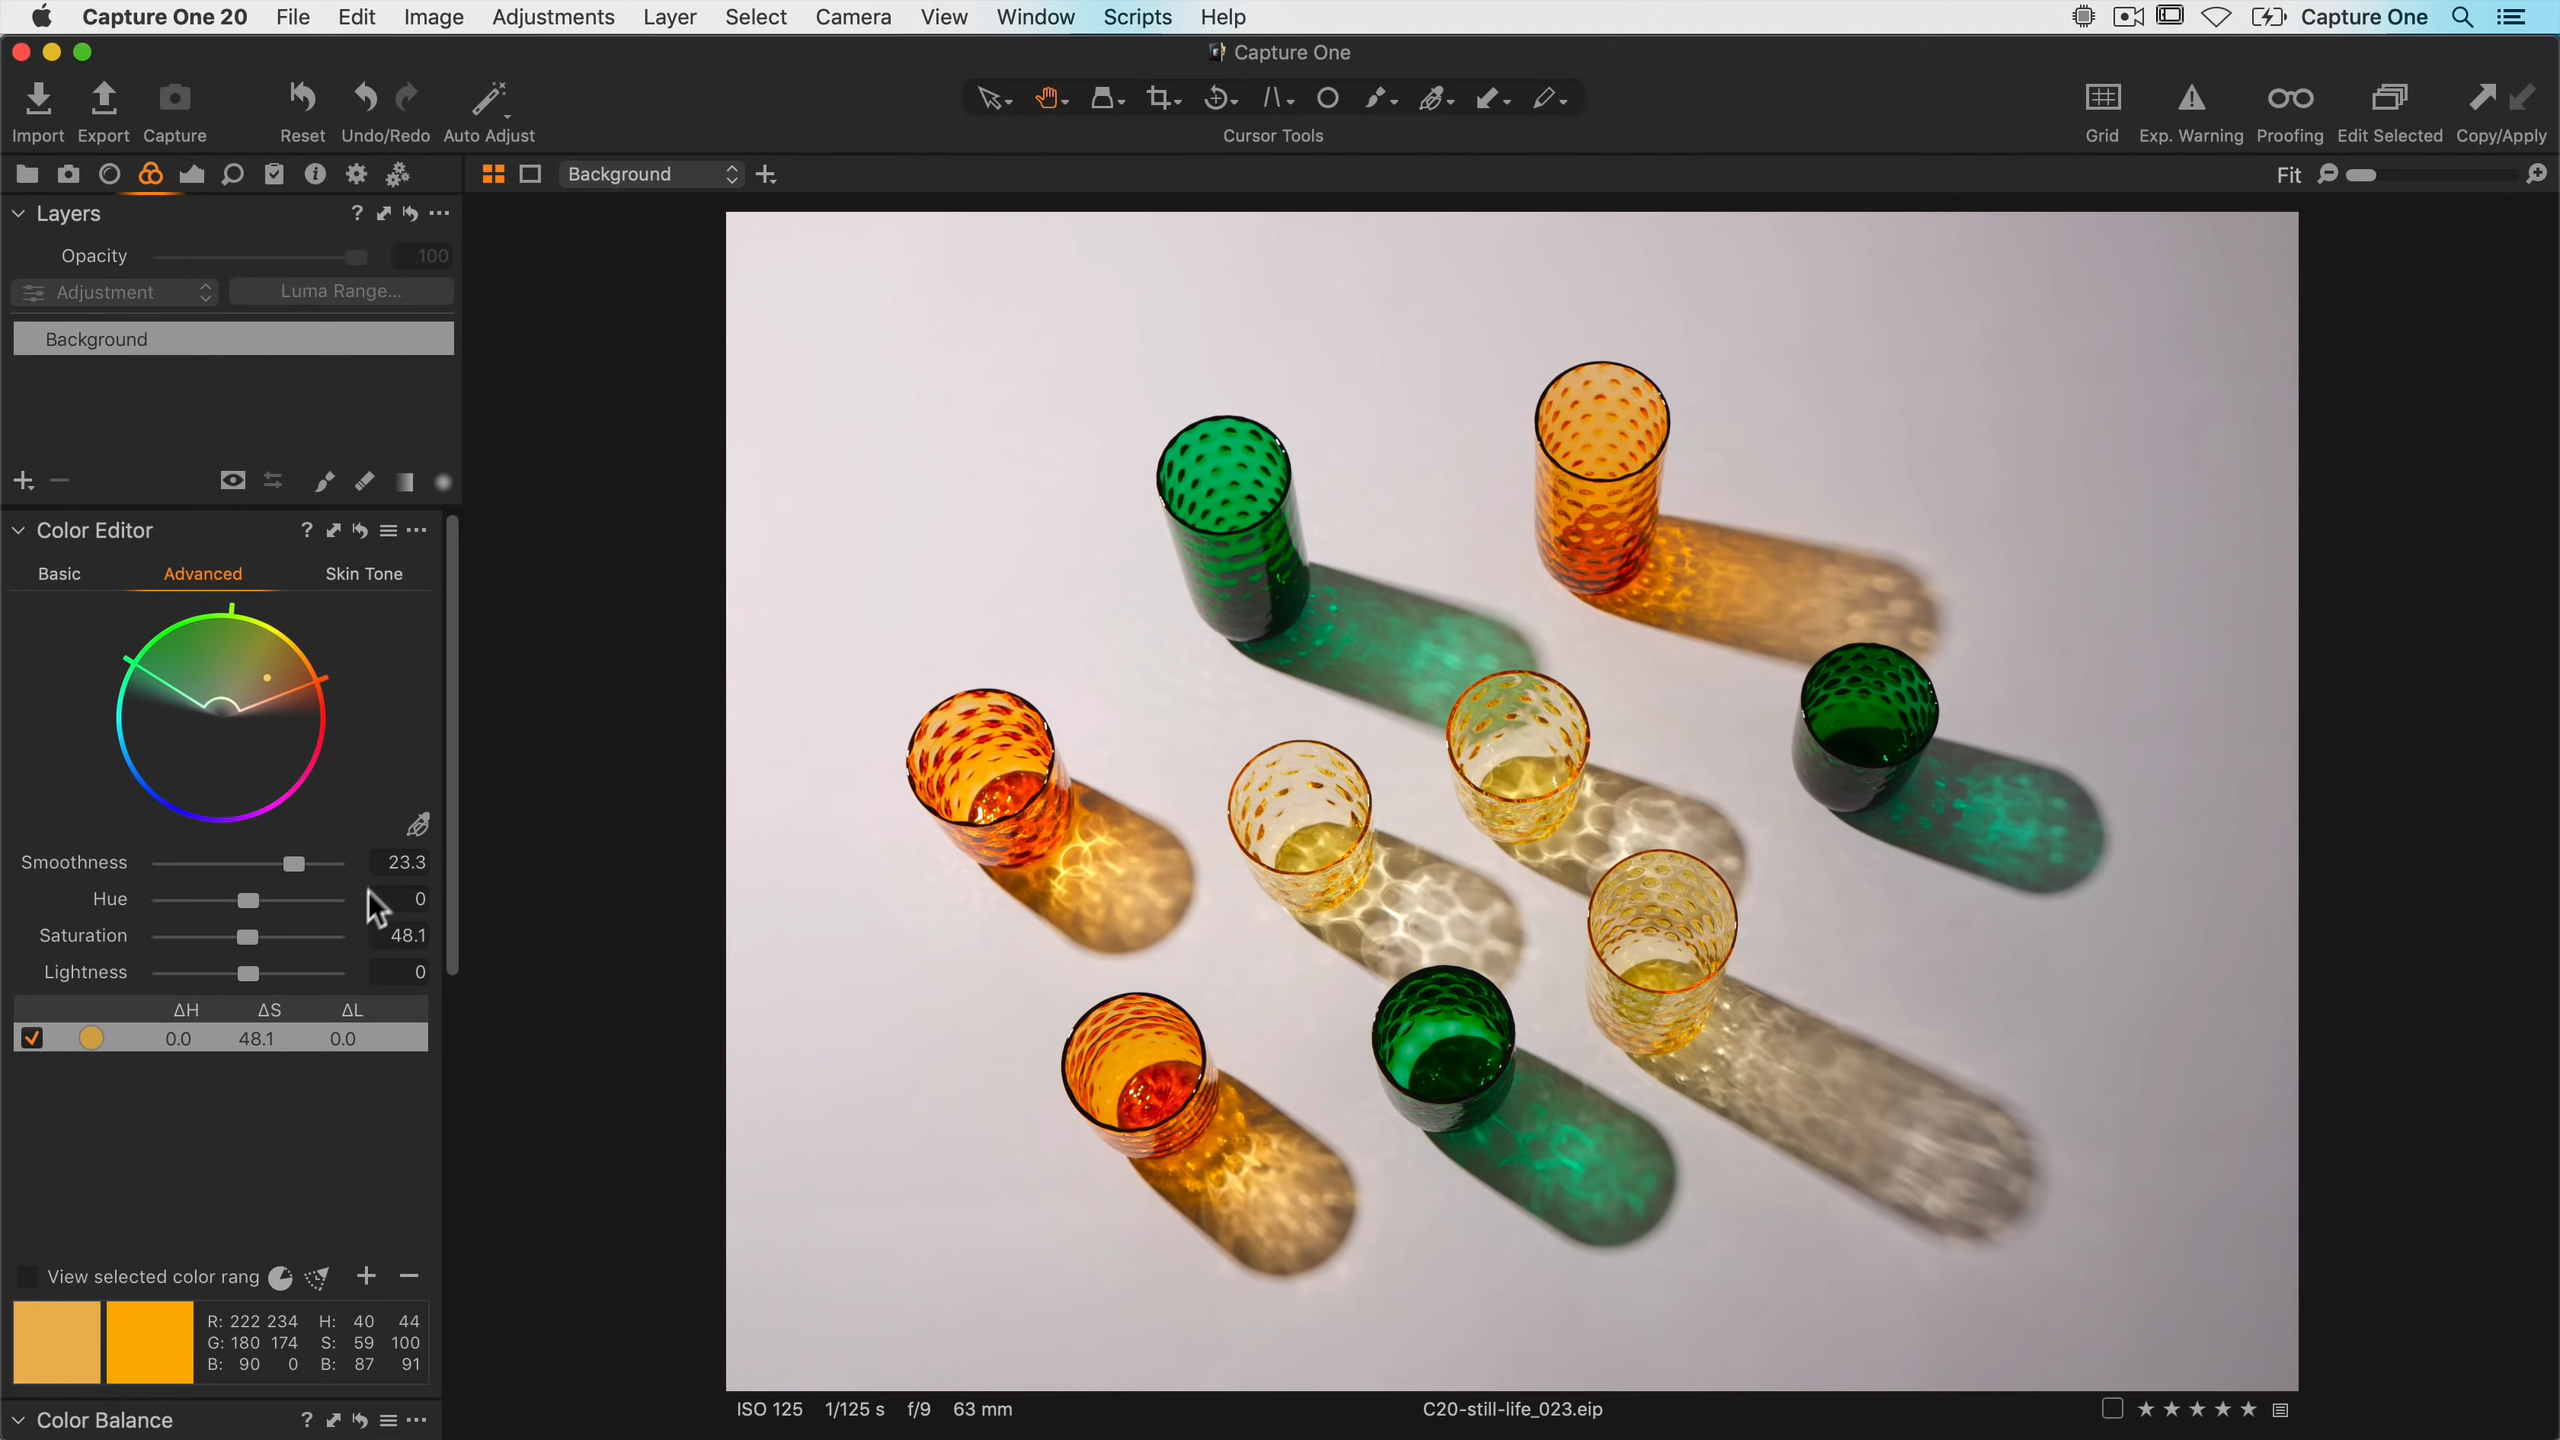 Capture One 20 File Edit Image Adjustments Layer Select Camera View Window Scripts Help Capture One
Capture One
Import Export Capture Reset Undo/Redo Auto Adjust Cursor Tools Grid Exp. Warning Proofing Edit Selected Copy/Apply
Background Fit
Layers ?
Opacity 100
Adjustment Luma Range...
Background
Color Editor ?
Basic Advanced Skin Tone
Smoothness 23.3
Hue 0
Saturation 48.1
Lightness 0
ΔH ΔS ΔL
0.0 48.1 0.0
View selected color rang
R: 222 234 H: 40 44
G: 180 174 S: 59 100
B: 90 0 B: 87 91
Color Balance ?
ISO 125 1/125 s f/9 63 mm C20-still-life_023.eip